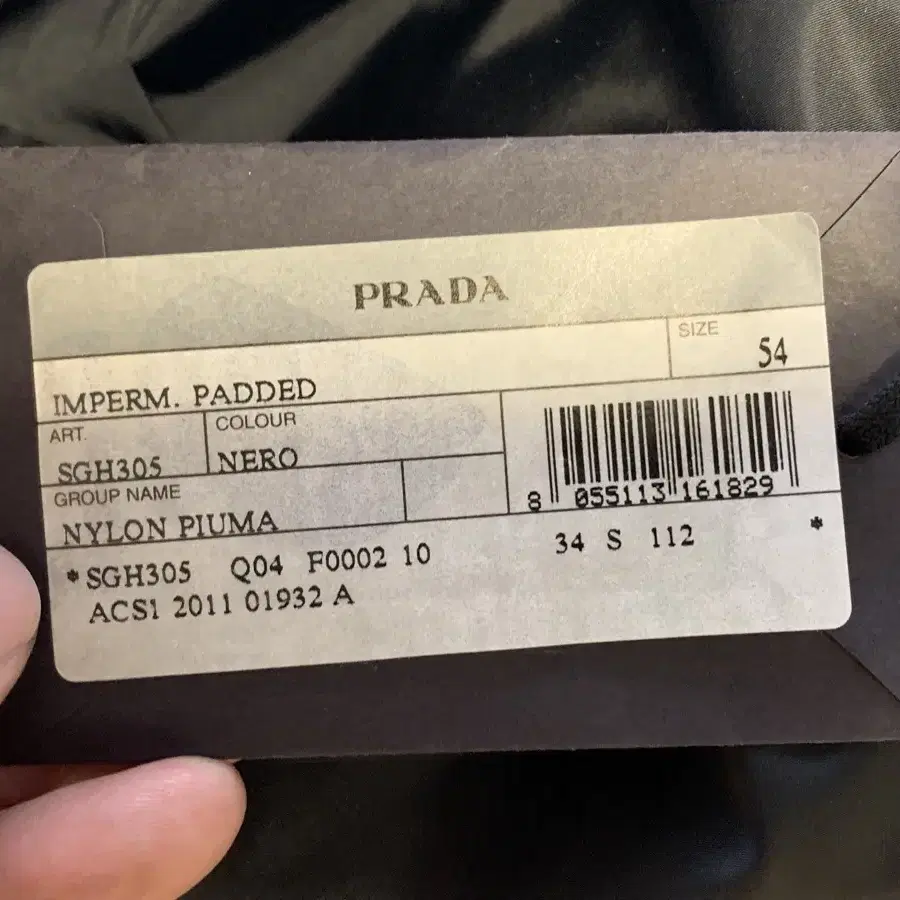 PRADA
SIZE
54
IMPERM. PADDED
ART.
SGH305
COLOUR
NERO
GROUP NAME
NYLON PIUMA
8 055113 161829
*SGH305 Q04 F0002 10 34 S 112 *
ACS1 2011 01932 A